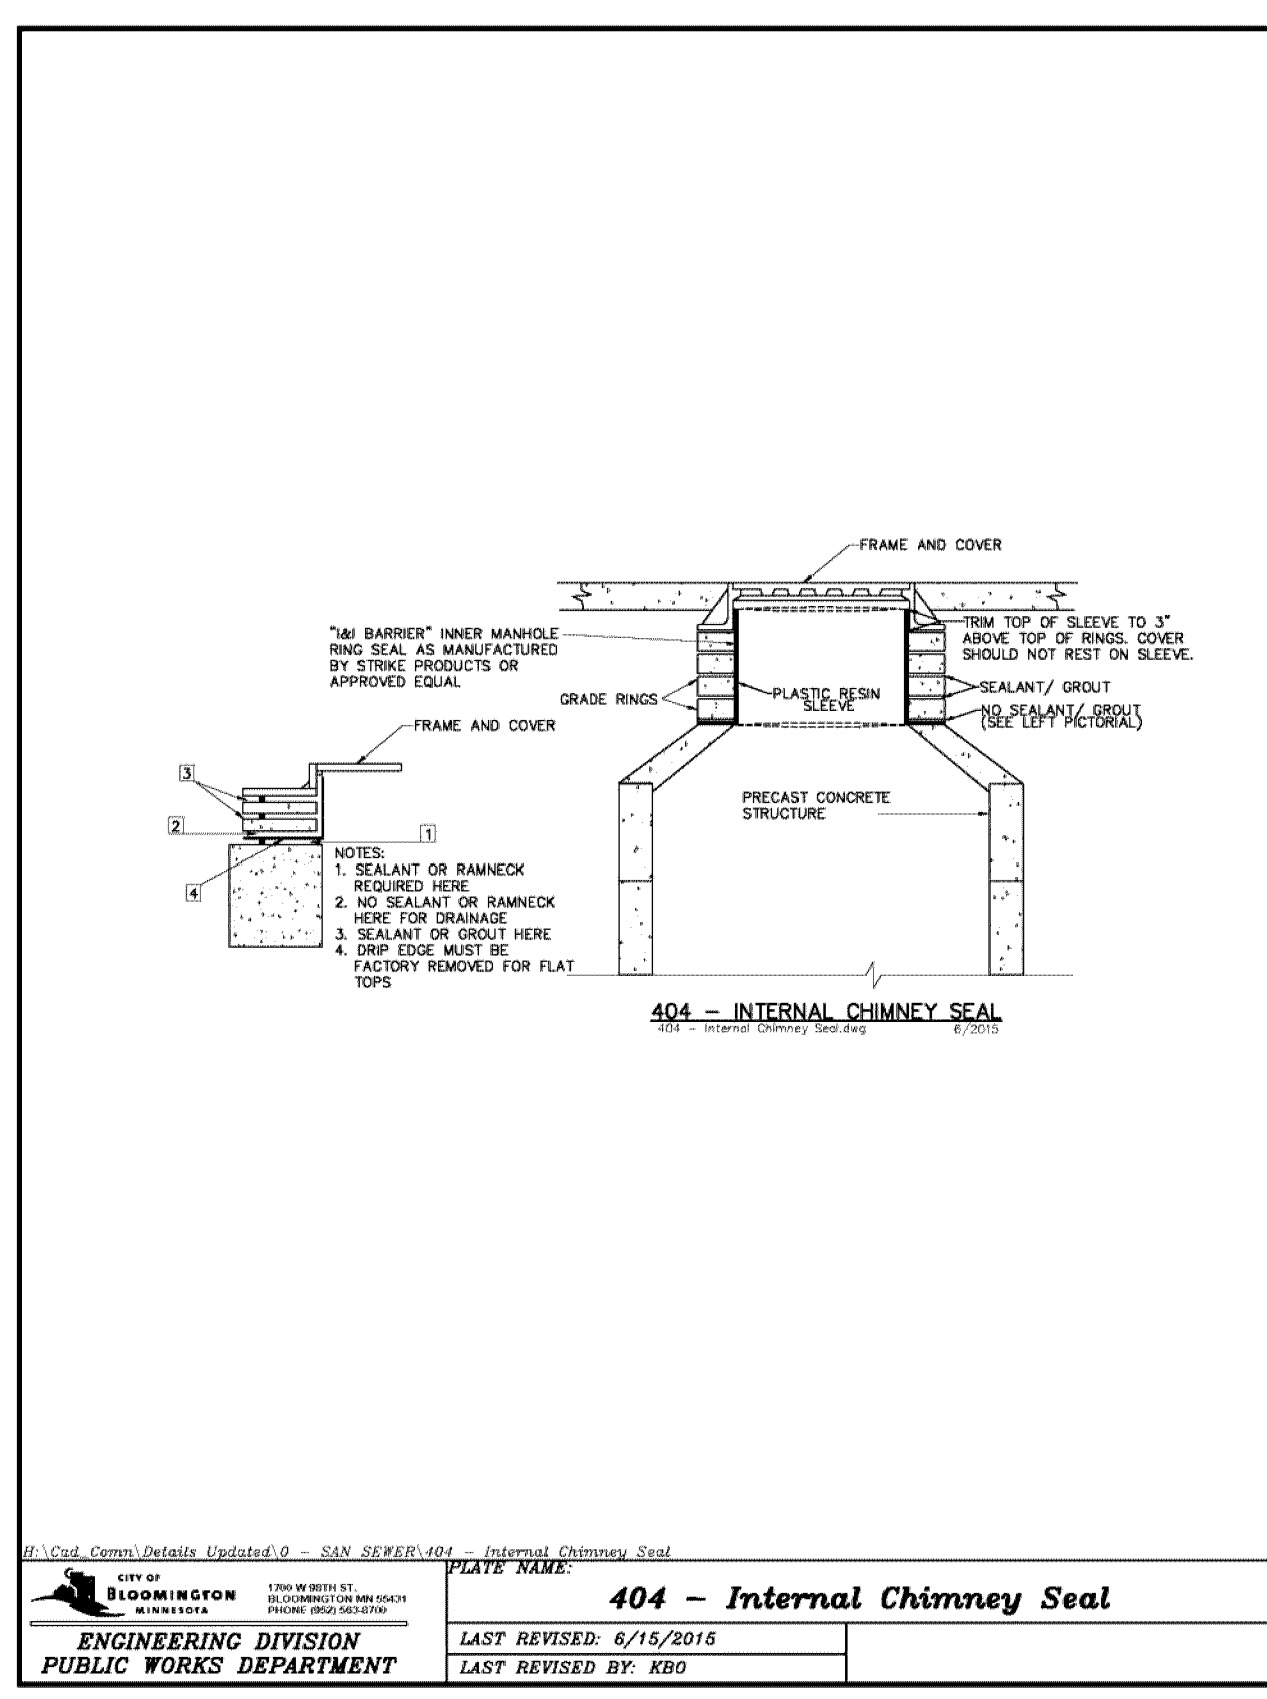 FRAME AND COVER
"I&I BARRIER" INNER MANHOLE
RING SEAL AS MANUFACTURED
BY STRIKE PRODUCTS OR
APPROVED EQUAL
TRIM TOP OF SLEEVE TO 3"
ABOVE TOP OF RINGS. COVER
SHOULD NOT REST ON SLEEVE.
GRADE RINGS
PLASTIC RESIN
SLEEVE
SEALANT/ GROUT
NO SEALANT/ GROUT
(SEE LEFT PICTORIAL)
FRAME AND COVER
3
2
1
4
PRECAST CONCRETE
STRUCTURE
NOTES:
1. SEALANT OR RAMNECK
REQUIRED HERE
2. NO SEALANT OR RAMNECK
HERE FOR DRAINAGE
3. SEALANT OR GROUT HERE
4. DRIP EDGE MUST BE
FACTORY REMOVED FOR FLAT
TOPS
404 - INTERNAL CHIMNEY SEAL
404 - Internal Chimney Seal.dwg 6/2015
H:\Cad_Comn\Details Updated\0 - SAN SEWER\404 - Internal Chimney Seal
CITY OF
BLOOMINGTON
MINNESOTA
1700 W 98TH ST.
BLOOMINGTON MN 55431
PHONE (952) 563-8700
ENGINEERING DIVISION
PUBLIC WORKS DEPARTMENT
PLATE NAME:
404 - Internal Chimney Seal
LAST REVISED: 6/15/2015
LAST REVISED BY: KBO